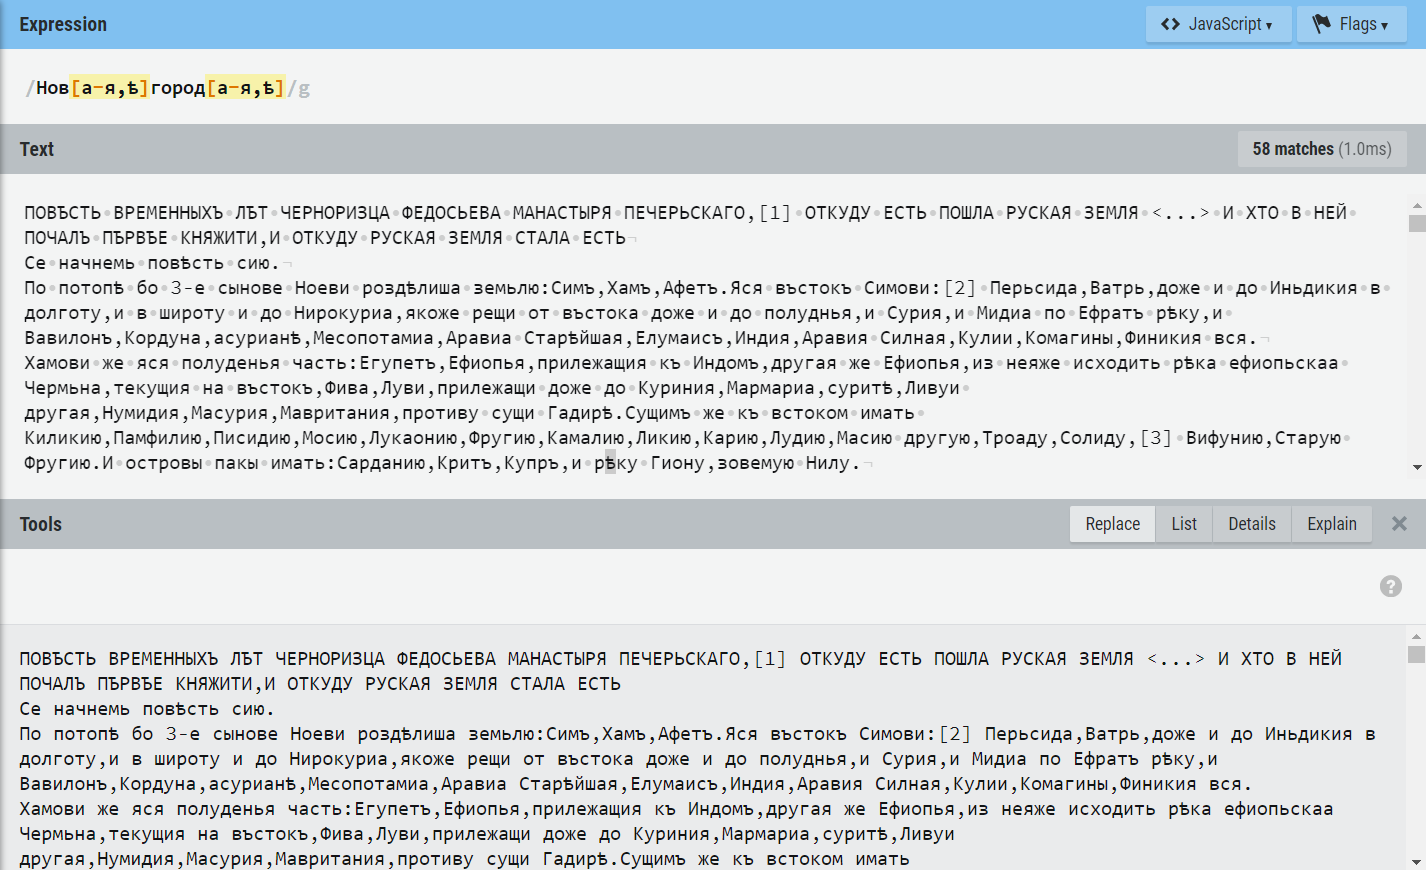 Expression
JavaScript
Flags
/Нов[а-я,ѣ]город[а-я,ѣ]/g
Text
58 matches (1.0ms)
ПОВѢСТЬ ВРЕМЕННЫХЪ ЛѢТ ЧЕРНОРИЗЦА ФЕДОСЬЕВА МАНАСТЫРЯ ПЕЧЕРЬСКАГО,[1] ОТКУДУ ЕСТЬ ПОШЛА РУСКАЯ ЗЕМЛЯ <...> И ХТО В НЕЙ
ПОЧАЛЪ ПѢРВѢЕ КНЯЖИТИ,И ОТКУДУ РУСКАЯ ЗЕМЛЯ СТАЛА ЕСТЬ
Се начнемь повѣсть сию.
По потопѣ бо 3-е сынове Ноеви роздѣлиша земьлю:Симъ,Хамъ,Афетъ.Яся въстокъ Симови:[2] Перьсида,Ватрь,доже и до Иньдикия в
долготу,и в широту и до Нирокуриа,якоже рещи от въстока доже и до полуднья,и Сурия,и Мидиа по Ефратъ рѣку,и
Вавилонъ,Кордуна,асурианѣ,Месопотамиа,Аравиа Старѣйшая,Елумаисъ,Индия,Аравия Силная,Кулии,Комагины,Финикия вся.
Хамови же яся полуденья часть:Егупетъ,Ефиопья,прилежащия къ Индомъ,другая же Ефиопья,из неяже исходить рѣка ефиопьскаа
Чермьна,текущия на въстокъ,Фива,Луви,прилежащи доже до Куриния,Мармариа,суритѣ,Ливуи
другая,Нумидия,Масурия,Мавритания,противу сущи Гадирѣ.Сущимъ же къ встоком имать
Киликию,Памфилию,Писидию,Мосию,Лукаонию,Фругию,Камалию,Ликию,Карию,Лудию,Масию другую,Троаду,Солиду,[3] Вифунию,Старую
Фругию.И островы пакы имать:Сарданию,Критъ,Купръ,и рѣку Гиону,зовемую Нилу.
Tools
Replace
List
Details
Explain
ПОВѢСТЬ ВРЕМЕННЫХЪ ЛѢТ ЧЕРНОРИЗЦА ФЕДОСЬЕВА МАНАСТЫРЯ ПЕЧЕРЬСКАГО,[1] ОТКУДУ ЕСТЬ ПОШЛА РУСКАЯ ЗЕМЛЯ <...> И ХТО В НЕЙ
ПОЧАЛЪ ПѢРВѢЕ КНЯЖИТИ,И ОТКУДУ РУСКАЯ ЗЕМЛЯ СТАЛА ЕСТЬ
Се начнемь повѣсть сию.
По потопѣ бо 3-е сынове Ноеви роздѣлиша земьлю:Симъ,Хамъ,Афетъ.Яся въстокъ Симови:[2] Перьсида,Ватрь,доже и до Иньдикия в
долготу,и в широту и до Нирокуриа,якоже рещи от въстока доже и до полуднья,и Сурия,и Мидиа по Ефратъ рѣку,и
Вавилонъ,Кордуна,асурианѣ,Месопотамиа,Аравиа Старѣйшая,Елумаисъ,Индия,Аравия Силная,Кулии,Комагины,Финикия вся.
Хамови же яся полуденья часть:Егупетъ,Ефиопья,прилежащия къ Индомъ,другая же Ефиопья,из неяже исходить рѣка ефиопьскаа
Чермьна,текущия на въстокъ,Фива,Луви,прилежащи доже до Куриния,Мармариа,суритѣ,Ливуи
другая,Нумидия,Масурия,Мавритания,противу сущи Гадирѣ.Сущимъ же къ встоком имать